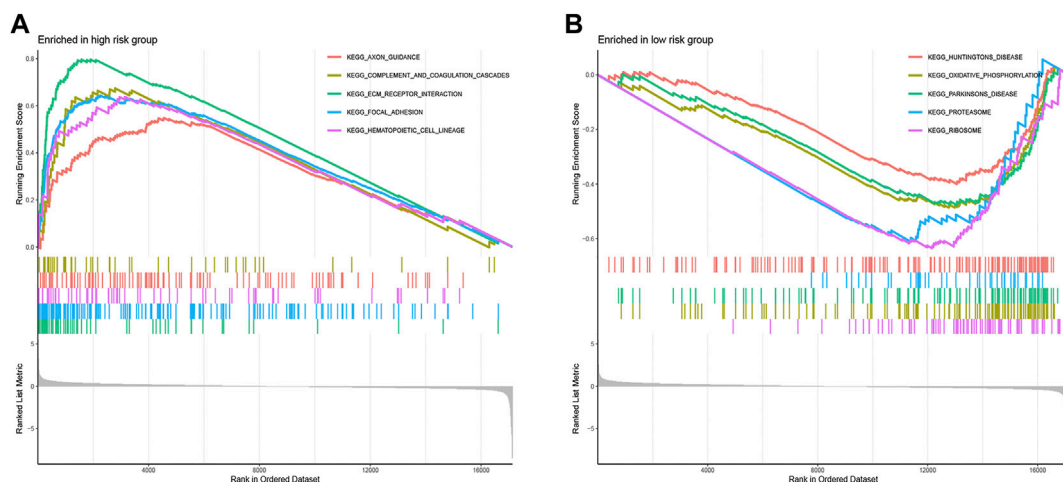 A
Enriched in high risk group
KEGG_AXON_GUIDANCE
KEGG_COMPLEMENT_AND_COAGULATION_CASCADES
KEGG_ECM_RECEPTOR_INTERACTION
KEGG_FOCAL_ADHESION
KEGG_HEMATOPOIETIC_CELL_LINEAGE
Running Enrichment Score
0.8
0.6
0.4
0.2
0.0
Ranked List Metric
5
0
-5
4000
8000
12000
16000
Rank in Ordered Dataset
B
Enriched in low risk group
KEGG_HUNTINGTONS_DISEASE
KEGG_OXIDATIVE_PHOSPHORYLATION
KEGG_PARKINSONS_DISEASE
KEGG_PROTEASOME
KEGG_RIBOSOME
Running Enrichment Score
0.0
-0.2
-0.4
-0.6
Ranked List Metric
5
0
-5
4000
8000
12000
16000
Rank in Ordered Dataset